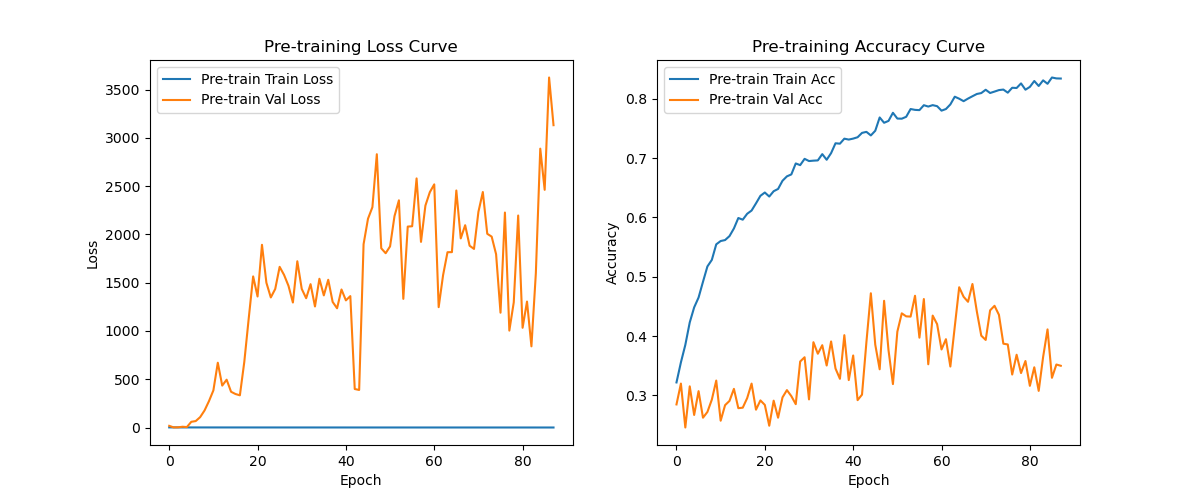 Pre-training Loss Curve
Pre-train Train Loss
Pre-train Val Loss
3500
3000
2500
2000
1500
1000
500
0
Loss
0 20 40 60 80
Epoch
Pre-training Accuracy Curve
Pre-train Train Acc
Pre-train Val Acc
0.8
0.7
0.6
0.5
0.4
0.3
Accuracy
0 20 40 60 80
Epoch